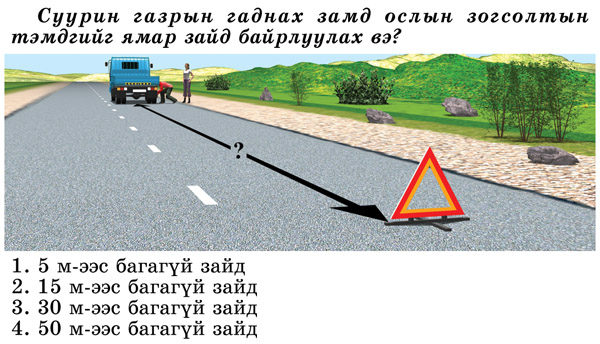 Суурин газрын гаднах замд ослын зогсолтын
тэмдгийг ямар зайд байрлуулах вэ?
?
1. 5 м-ээс багагүй зайд
2. 15 м-ээс багагүй зайд
3. 30 м-ээс багагүй зайд
4. 50 м-ээс багагүй зайд